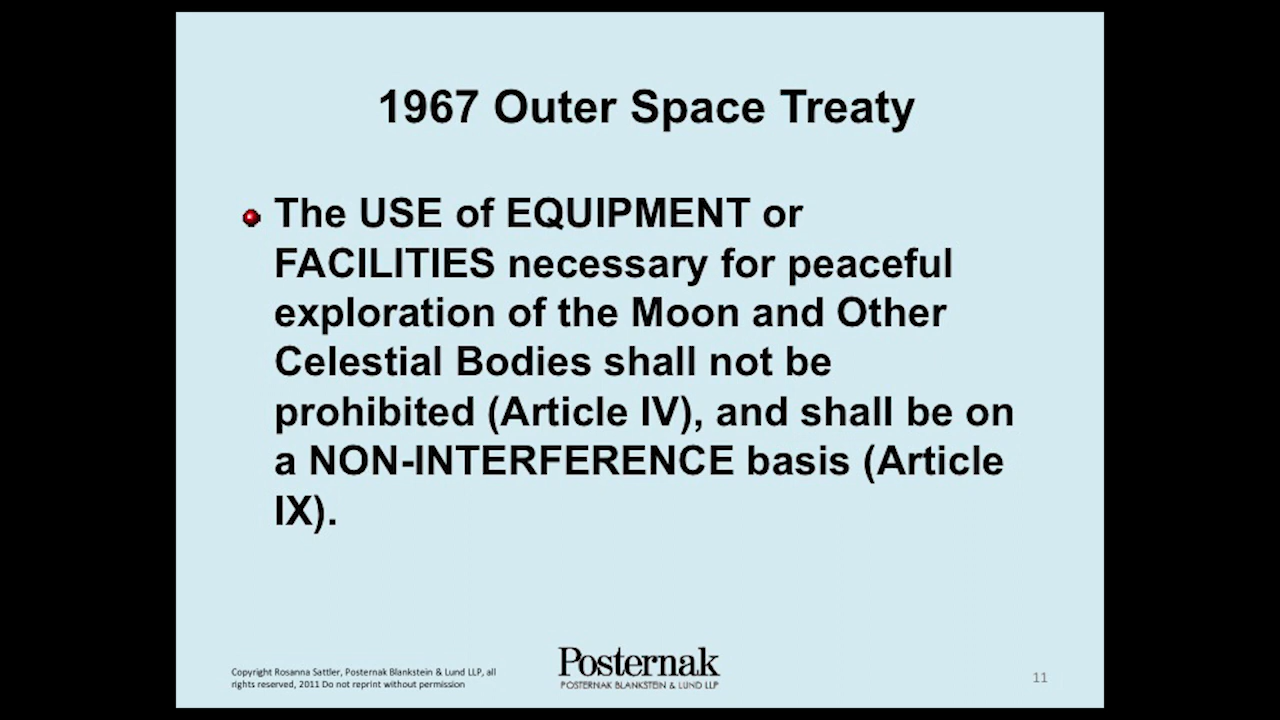 1967 Outer Space Treaty
The USE of EQUIPMENT or
FACILITIES necessary for peaceful
exploration of the Moon and Other
Celestial Bodies shall not be
prohibited (Article IV), and shall be on
a NON-INTERFERENCE basis (Article
IX).
Copyright Rosanna Sattler, Posternak Blankstein & Lund LLP, all
rights reserved, 2011 Do not reprint without permission
Posternak
POSTERNAK BLANKSTEIN & LUND LLP
11